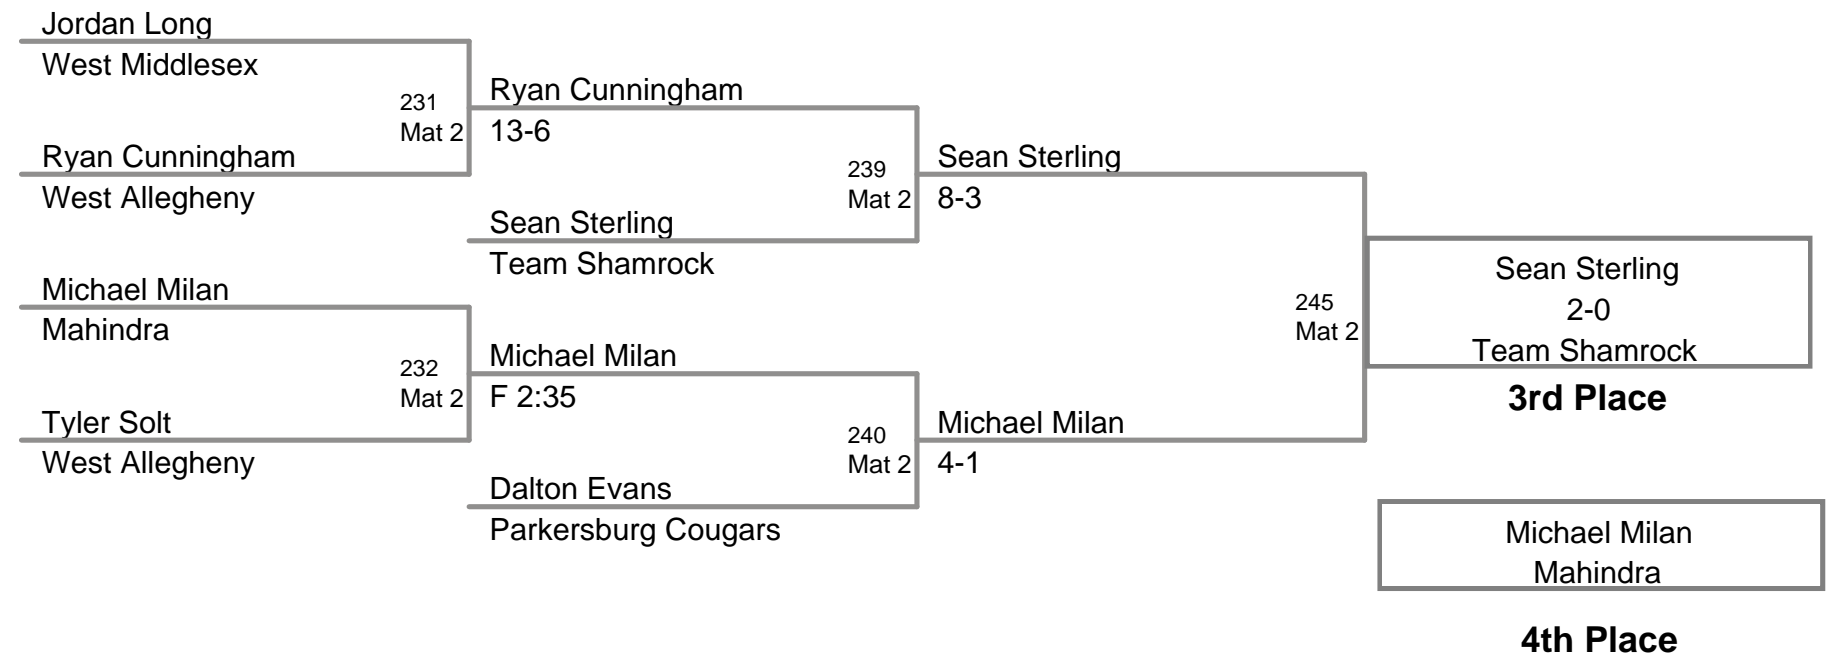 Jordan Long
West Middlesex
231
Mat 2
Ryan Cunningham
West Allegheny
Michael Milan
Mahindra
232
Mat 2
Tyler Solt
West Allegheny
Ryan Cunningham
13-6
239
Mat 2
Sean Sterling
Team Shamrock
Michael Milan
F 2:35
240
Mat 2
Dalton Evans
Parkersburg Cougars
Sean Sterling
8-3
245
Mat 2
Michael Milan
4-1
Sean Sterling
2-0
Team Shamrock
3rd Place
Michael Milan
Mahindra
4th Place